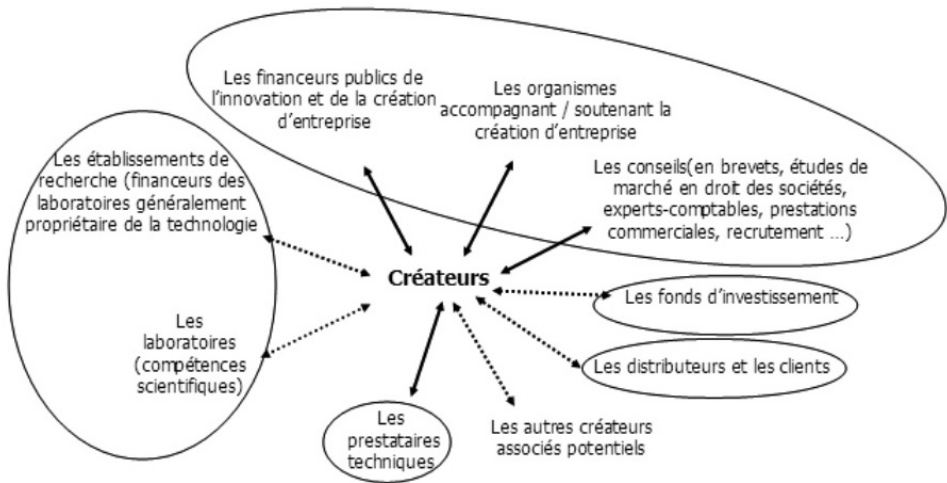 Les financeurs publics de
l'innovation et de la création
d'entreprise
Les organismes
accompagnant / soutenant la
création d'entreprise
Les établissements de
recherche (financeurs des
laboratoires généralement
propriétaire de la technologie
Les conseils(en brevets, études de
marché en droit des sociétés,
experts-comptables, prestations
commerciales, recrutement ...)
Créateurs
Les fonds d'investissement
Les
laboratoires
(compétences
scientifiques)
Les distributeurs et les clients
Les
prestataires
techniques
Les autres créateurs
associés potentiels